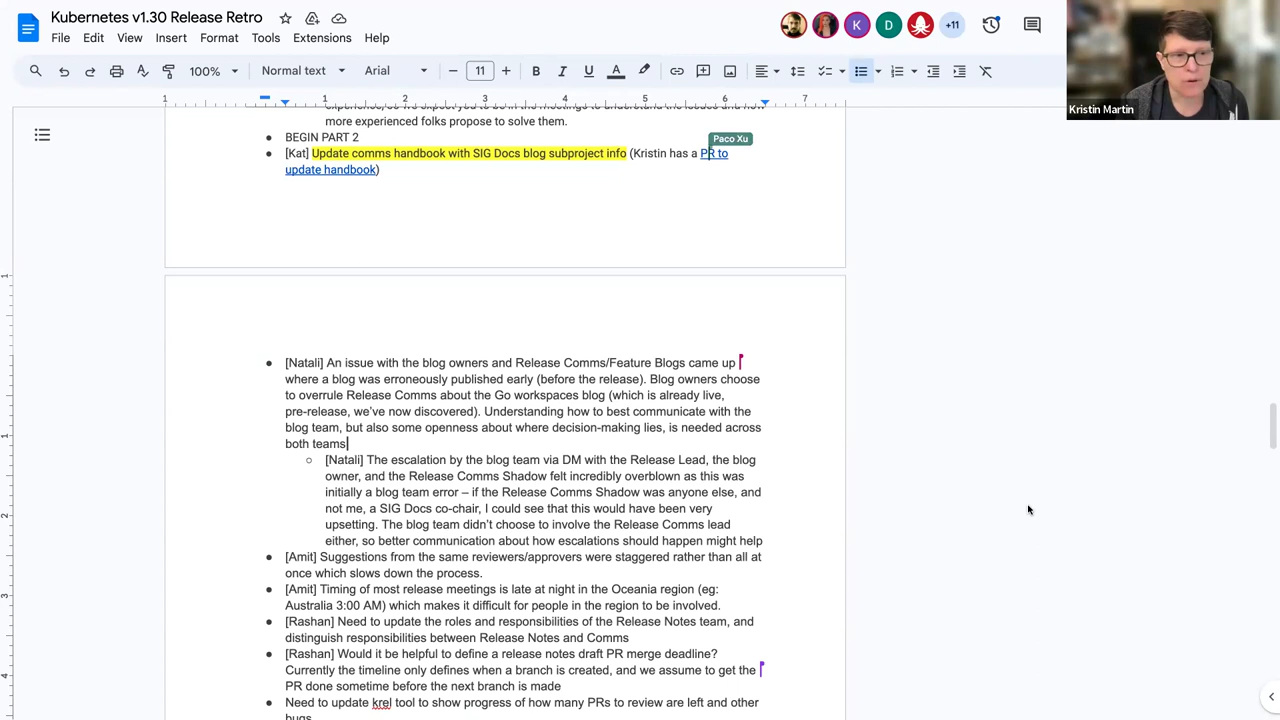 Kubernetes v1.30 Release Retro
File Edit View Insert Format Tools Extensions Help
K
D
+11
100%
Normal text
Arial
11
Kristin Martin
1 1 2 3 4 5 6 7
more experienced folks propose to solve them.
BEGIN PART 2
Paco Xu
[Kat] Update comms handbook with SIG Docs blog subproject info (Kristin has a PR to
update handbook)
[Natali] An issue with the blog owners and Release Comms/Feature Blogs came up
where a blog was erroneously published early (before the release). Blog owners choose
to overrule Release Comms about the Go workspaces blog (which is already live,
pre-release, we've now discovered). Understanding how to best communicate with the
blog team, but also some openness about where decision-making lies, is needed across
both teams
[Natali] The escalation by the blog team via DM with the Release Lead, the blog
owner, and the Release Comms Shadow felt incredibly overblown as this was
initially a blog team error – if the Release Comms Shadow was anyone else, and
not me, a SIG Docs co-chair, I could see that this would have been very
upsetting. The blog team didn't choose to involve the Release Comms lead
either, so better communication about how escalations should happen might help
[Amit] Suggestions from the same reviewers/approvers were staggered rather than all at
once which slows down the process.
[Amit] Timing of most release meetings is late at night in the Oceania region (eg:
Australia 3:00 AM) which makes it difficult for people in the region to be involved.
[Rashan] Need to update the roles and responsibilities of the Release Notes team, and
distinguish responsibilities between Release Notes and Comms
[Rashan] Would it be helpful to define a release notes draft PR merge deadline?
Currently the timeline only defines when a branch is created, and we assume to get the
PR done sometime before the next branch is made
Need to update krel tool to show progress of how many PRs to review are left and other
bugs